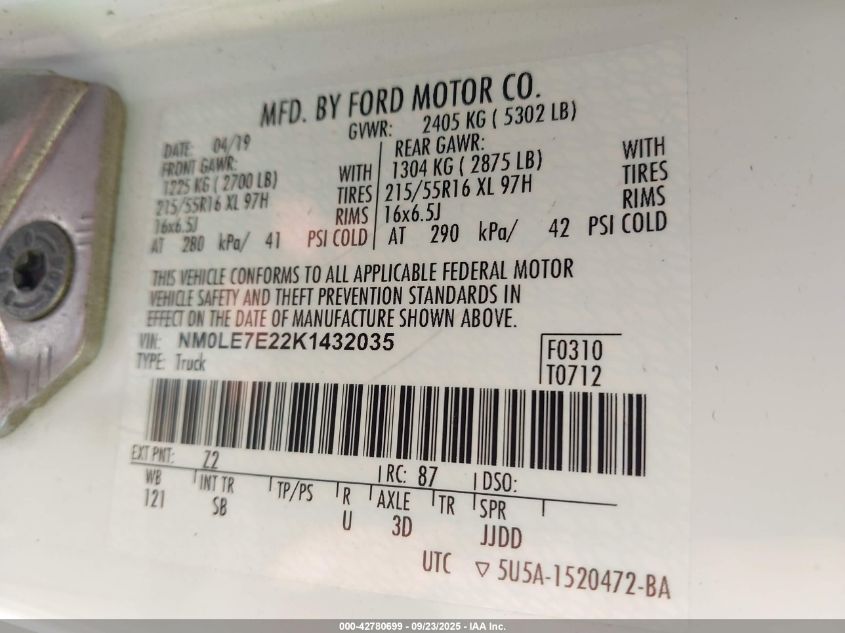 MFD. BY FORD MOTOR CO.
DATE: 04/19 GVWR: 2405 KG ( 5302 LB)
FRONT GAWR: REAR GAWR:
1225 KG ( 2700 LB) WITH 1304 KG ( 2875 LB) WITH
215/55R16 XL 97H TIRES 215/55R16 XL 97H TIRES
16x6.5J RIMS 16x6.5J RIMS
AT 280 kPa/ 41 PSI COLD AT 290 kPa/ 42 PSI COLD
THIS VEHICLE CONFORMS TO ALL APPLICABLE FEDERAL MOTOR
VEHICLE SAFETY AND THEFT PREVENTION STANDARDS IN
EFFECT ON THE DATE OF MANUFACTURE SHOWN ABOVE.
VIN: NM0LE7E22K1432035 F0310
TYPE: Truck T0712
EXT PNT: Z2 RC: 87 DSO:
WB INT TR TP/PS R AXLE TR SPR
121 SB U 3D JJDD
UTC ▽ 5U5A-1520472-BA
000-42780699 - 09/23/2025 - IAA Inc.